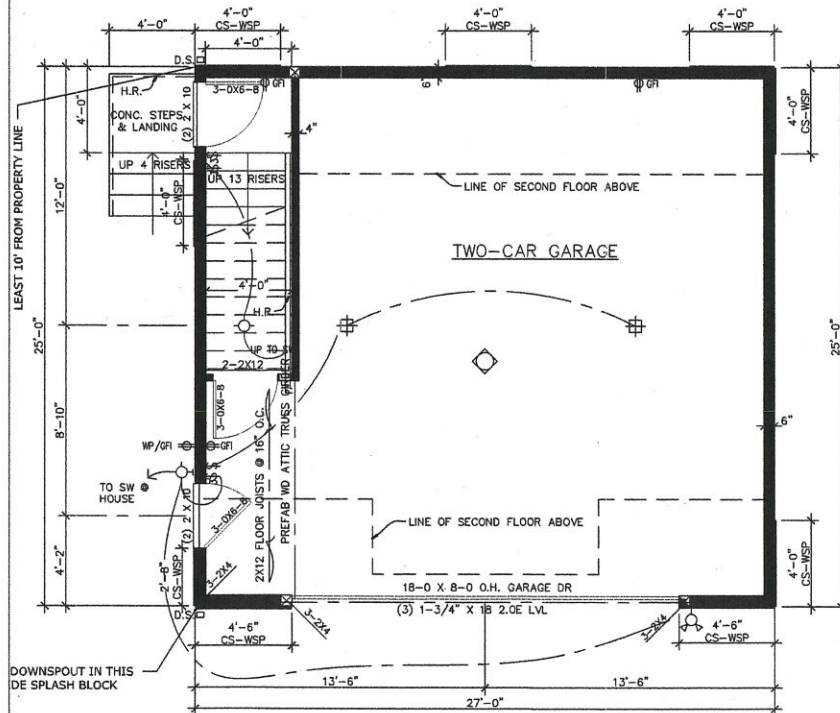 4'-0"
4'-0"
CS-WSP
4'-0"
CS-WSP
4'-0"
CS-WSP
4'-0"
D.S.
H.R.
3-0X6-8
GFI
6"
GFI
CONC. STEPS
& LANDING
(2) 2 X 10
4"
4'-0"
4'-0"
CS-WSP
LEAST 10' FROM PROPERTY LINE
UP 4 RISERS
UP 13 RISERS
LINE OF SECOND FLOOR ABOVE
12'-0"
4'-0"
CS-WSP
TWO-CAR GARAGE
4'-0"
H.R.
25'-0"
25'-0"
2-2X12
3-0X6-8
8'-10"
6"
WP/GFI
GFI
2X12 FLOOR JOISTS @ 16" O.C.
PREFAB WD ATTIC TRUSS GIRDER
TO SW @
HOUSE
3-0X6-8
(2) 2 X 10
LINE OF SECOND FLOOR ABOVE
4'-2"
2'-8"
CS-WSP
3-2X4
18-0 X 8-0 O.H. GARAGE DR
4'-0"
CS-WSP
(3) 1-3/4" X 18 2.0E LVL
3-2X4
3-2X4
D.S.
4'-6"
CS-WSP
4'-6"
CS-WSP
DOWNSPOUT IN THIS
DE SPLASH BLOCK
13'-6"
13'-6"
27'-0"